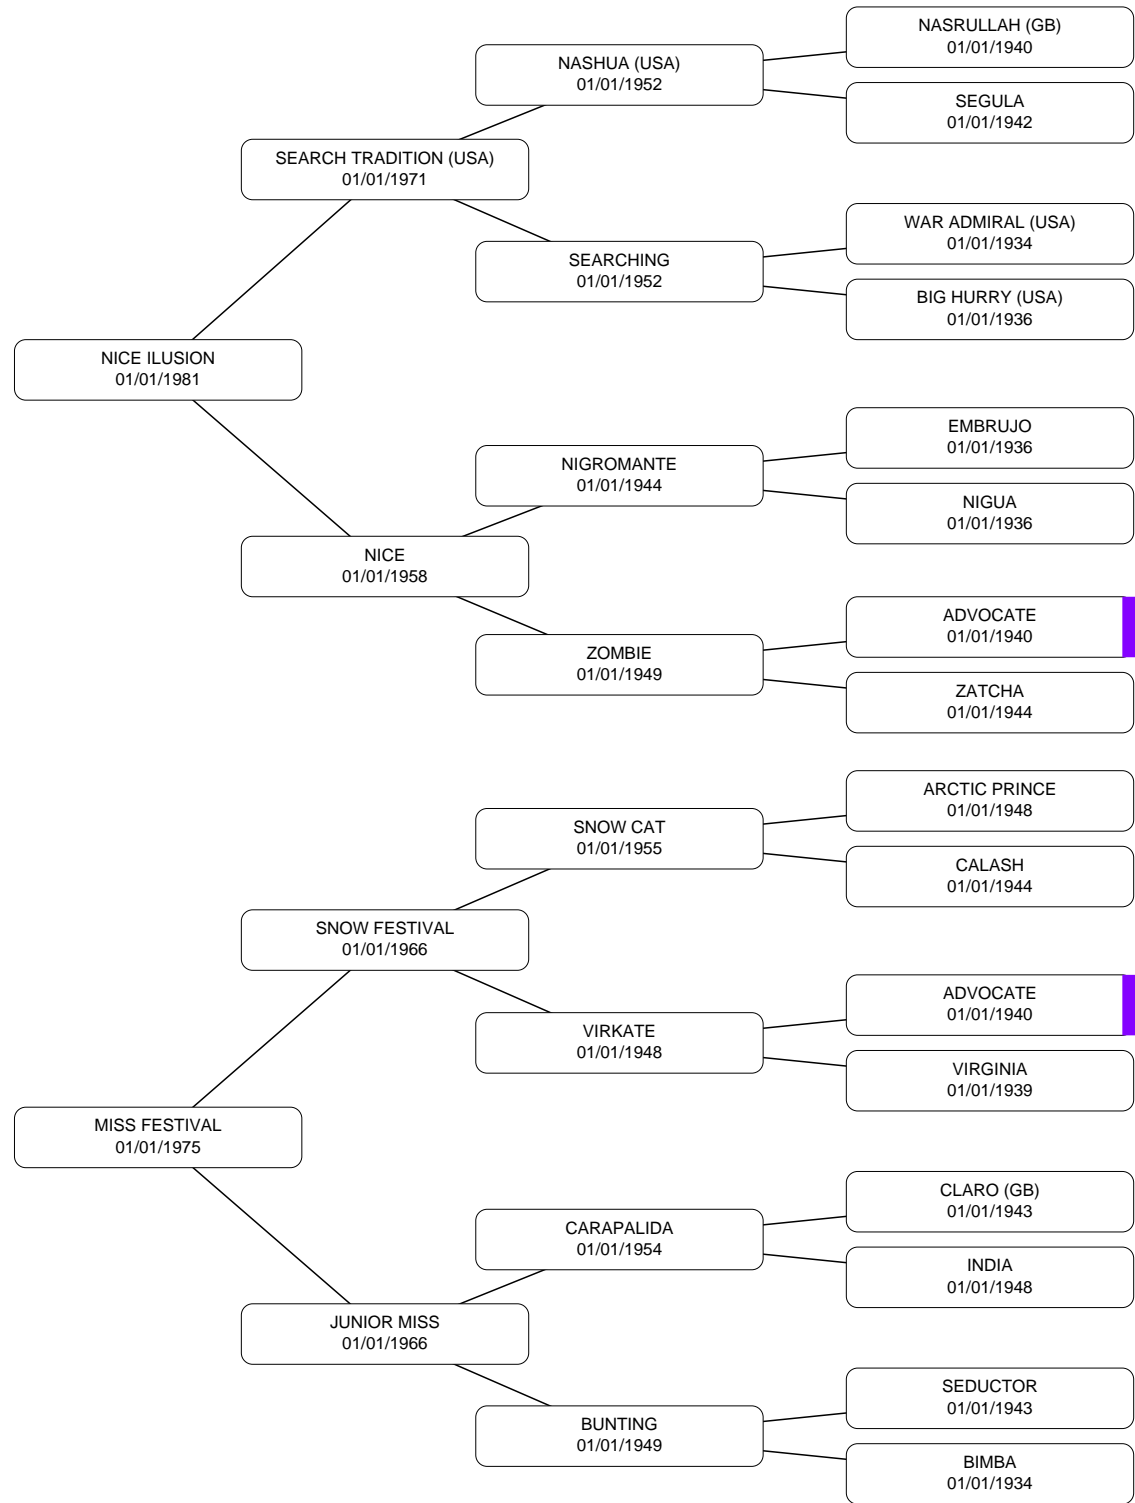 NASRULLAH (GB)
01/01/1940
NASHUA (USA)
01/01/1952
SEGULA
01/01/1942
SEARCH TRADITION (USA)
01/01/1971
WAR ADMIRAL (USA)
01/01/1934
SEARCHING
01/01/1952
BIG HURRY (USA)
01/01/1936
NICE ILUSION
01/01/1981
EMBRUJO
01/01/1936
NIGROMANTE
01/01/1944
NIGUA
01/01/1936
NICE
01/01/1958
ADVOCATE
01/01/1940
ZOMBIE
01/01/1949
ZATCHA
01/01/1944
ARCTIC PRINCE
01/01/1948
SNOW CAT
01/01/1955
CALASH
01/01/1944
SNOW FESTIVAL
01/01/1966
ADVOCATE
01/01/1940
VIRKATE
01/01/1948
VIRGINIA
01/01/1939
MISS FESTIVAL
01/01/1975
CLARO (GB)
01/01/1943
CARAPALIDA
01/01/1954
INDIA
01/01/1948
JUNIOR MISS
01/01/1966
SEDUCTOR
01/01/1943
BUNTING
01/01/1949
BIMBA
01/01/1934